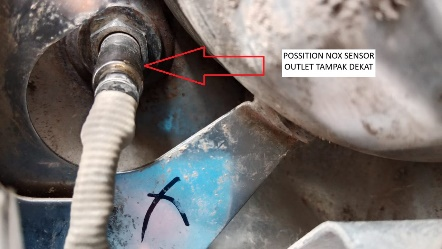 POSSITION NOX SENSOR
OUTLET TAMPAK DEKAT
X